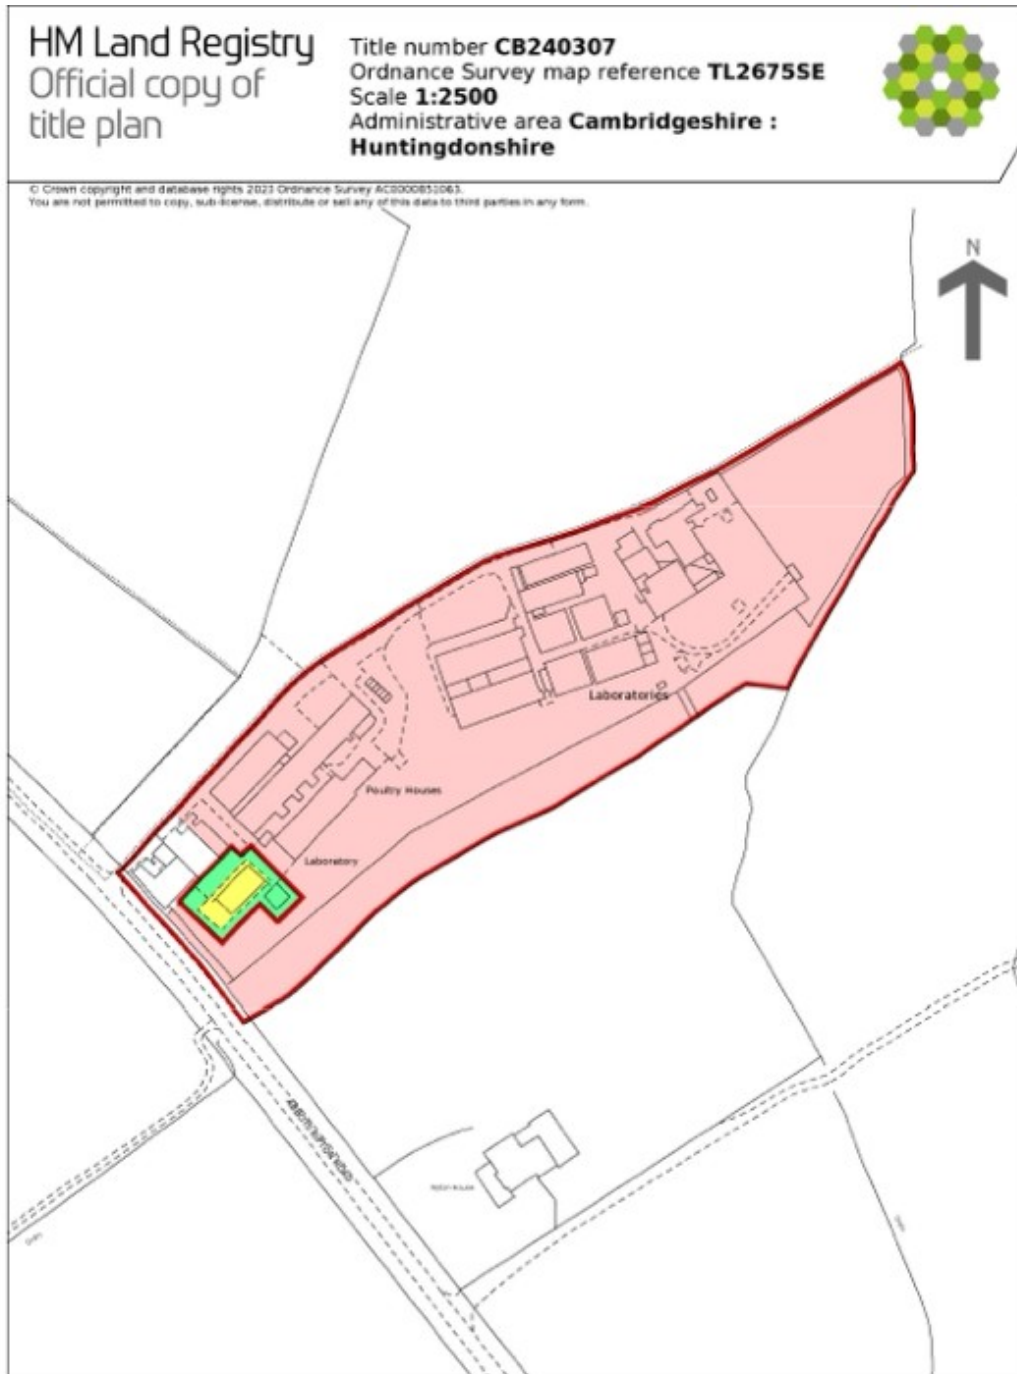 HM Land Registry
Official copy of
title plan
Title number CB240307
Ordnance Survey map reference TL2675SE
Scale 1:2500
Administrative area Cambridgeshire :
Huntingdonshire
© Crown copyright and database rights 2023 Ordnance Survey AC0000851063.
You are not permitted to copy, sub-license, distribute or sell any of this data to third parties in any form.
N
Laboratories
Poultry Houses
Laboratory
Drain
Drain